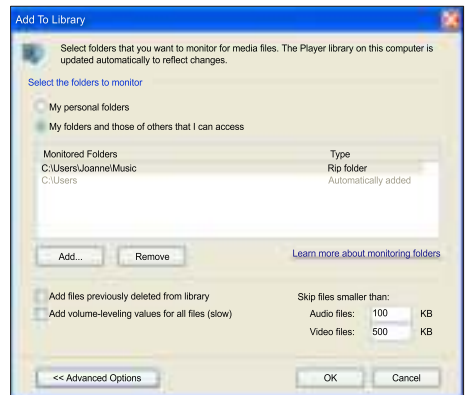 Add To Library
Select folders that you want to monitor for media files. The Player library on this computer is
updated automatically to reflect changes.
Select the folders to monitor
My personal folders
My folders and those of others that I can access
Monitored Folders Type
C:\Users\Joanne\Music Rip folder
C:\Users Automatically added
Add... Remove Learn more about monitoring folders
Add files previously deleted from library Skip files smaller than:
Add volume-leveling values for all files (slow) Audio files: 100 KB
Video files: 500 KB
<< Advanced Options OK Cancel